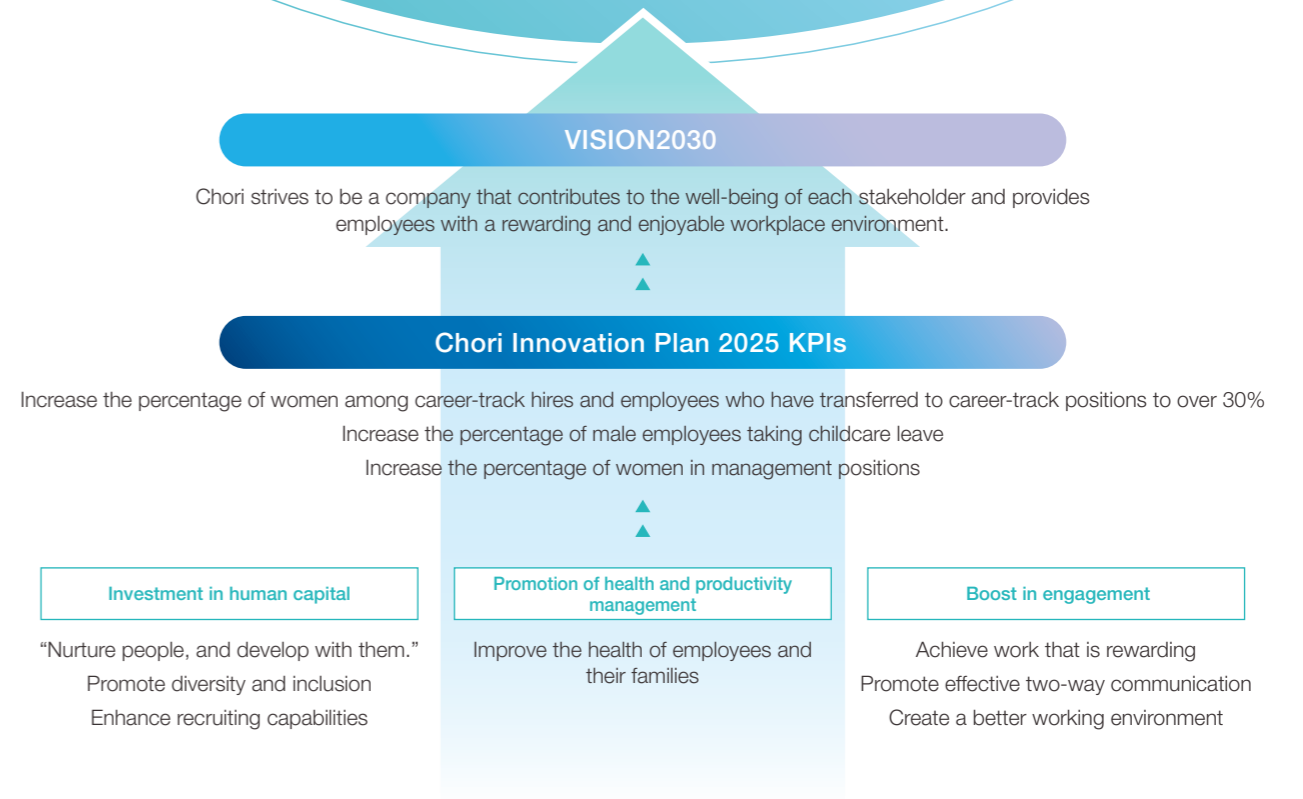 VISION2030
Chori strives to be a company that contributes to the well-being of each stakeholder and provides
employees with a rewarding and enjoyable workplace environment.
Chori Innovation Plan 2025 KPIs
Increase the percentage of women among career-track hires and employees who have transferred to career-track positions to over 30%
Increase the percentage of male employees taking childcare leave
Increase the percentage of women in management positions
Investment in human capital
“Nurture people, and develop with them.”
Promote diversity and inclusion
Enhance recruiting capabilities
Promotion of health and productivity
management
Improve the health of employees and
their families
Boost in engagement
Achieve work that is rewarding
Promote effective two-way communication
Create a better working environment